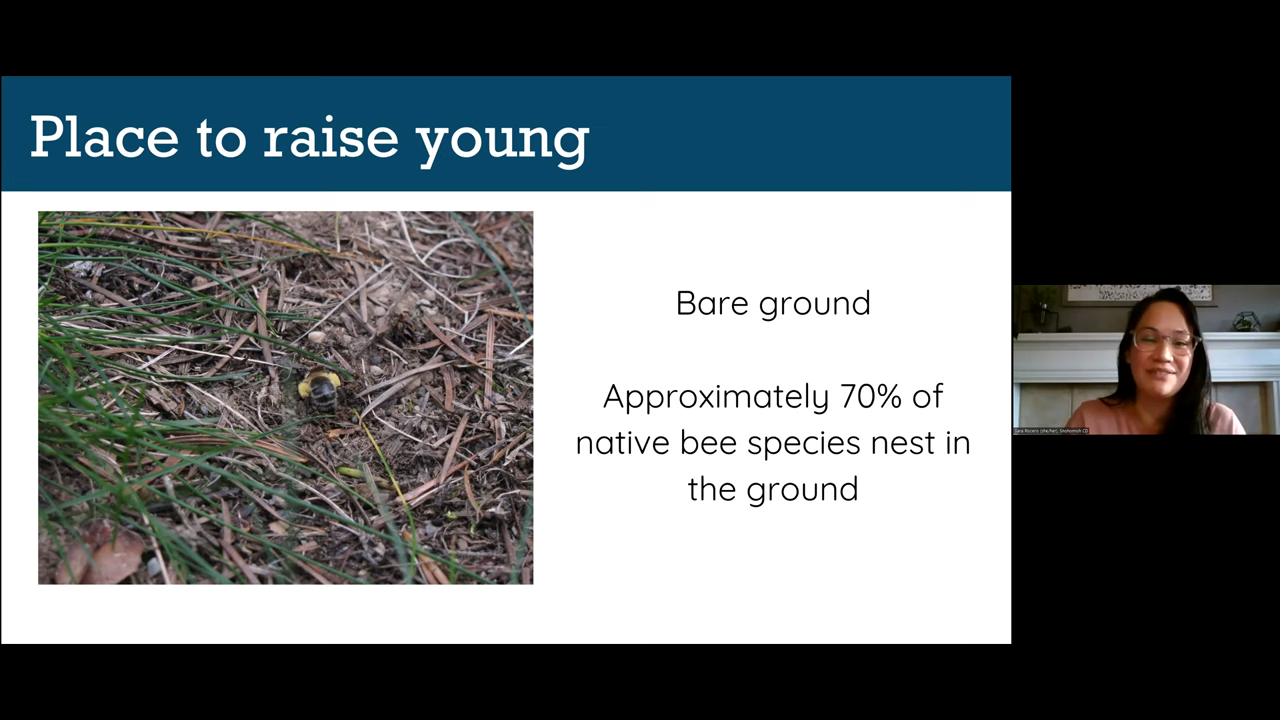 Place to raise young
Bare ground
Approximately 70% of
native bee species nest in
the ground